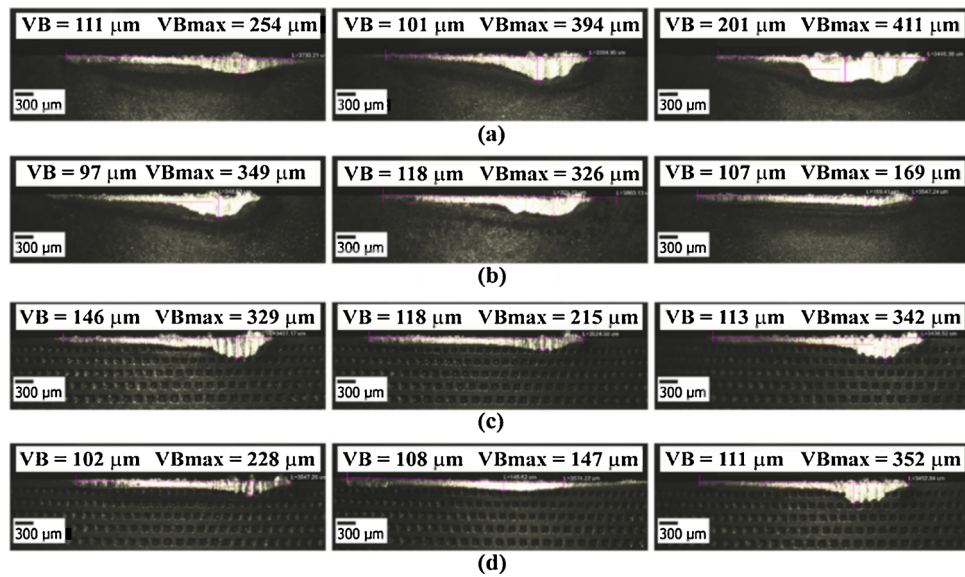 VB = 111 μm VBmax = 254 μm
VB = 101 μm VBmax = 394 μm
VB = 201 μm VBmax = 411 μm
300 μm
300 μm
300 μm
(a)
VB = 97 μm VBmax = 349 μm
VB = 118 μm VBmax = 326 μm
VB = 107 μm VBmax = 169 μm
300 μm
300 μm
300 μm
(b)
VB = 146 μm VBmax = 329 μm
VB = 118 μm VBmax = 215 μm
VB = 113 μm VBmax = 342 μm
300 μm
300 μm
300 μm
(c)
VB = 102 μm VBmax = 228 μm
VB = 108 μm VBmax = 147 μm
VB = 111 μm VBmax = 352 μm
300 μm
300 μm
300 μm
(d)